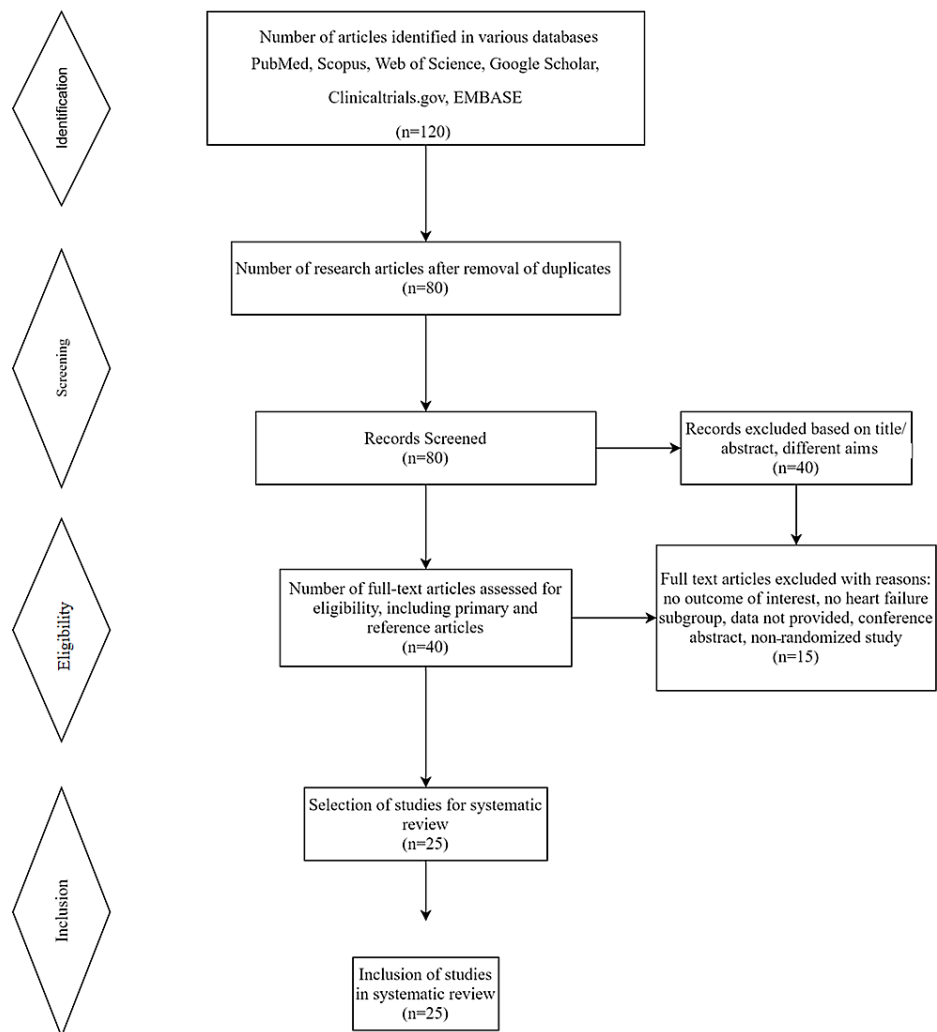 Identification
Number of articles identified in various databases
PubMed, Scopus, Web of Science, Google Scholar,
Clinicaltrials.gov, EMBASE
(n=120)
Screening
Number of research articles after removal of duplicates
(n=80)
Records Screened
(n=80)
Records excluded based on title/
abstract, different aims
(n=40)
Eligibility
Number of full-text articles assessed for
eligibility, including primary and
reference articles
(n=40)
Full text articles excluded with reasons:
no outcome of interest, no heart failure
subgroup, data not provided, conference
abstract, non-randomized study
(n=15)
Inclusion
Selection of studies for systematic
review
(n=25)
Inclusion of studies
in systematic review
(n=25)